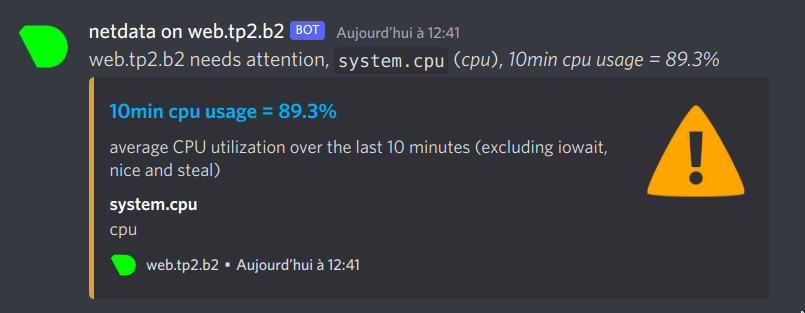 netdata on web.tp2.b2 BOT Aujourd'hui à 12:41
web.tp2.b2 needs attention, system.cpu (cpu), 10min cpu usage = 89.3%
10min cpu usage = 89.3%
average CPU utilization over the last 10 minutes (excluding iowait,
nice and steal)
system.cpu
cpu
web.tp2.b2 • Aujourd'hui à 12:41